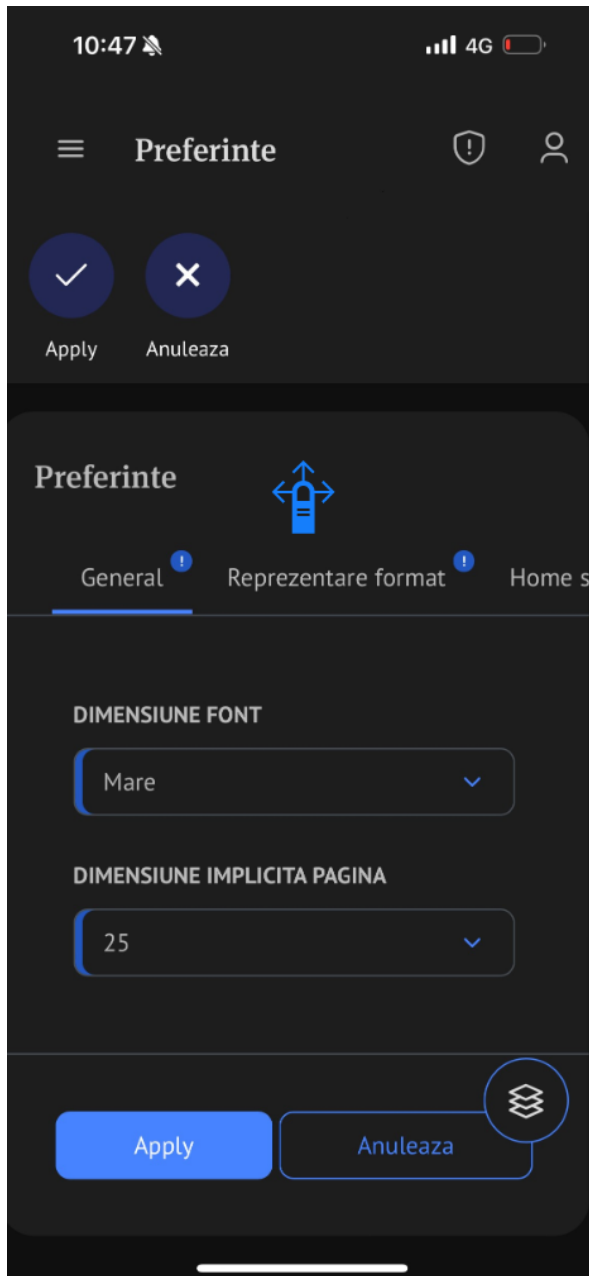 10:47
4G
Preferinte
Apply
Anuleaza
Preferinte
General
Reprezentare format
Home s
DIMENSIUNE FONT
Mare
DIMENSIUNE IMPLICITA PAGINA
25
Apply
Anuleaza